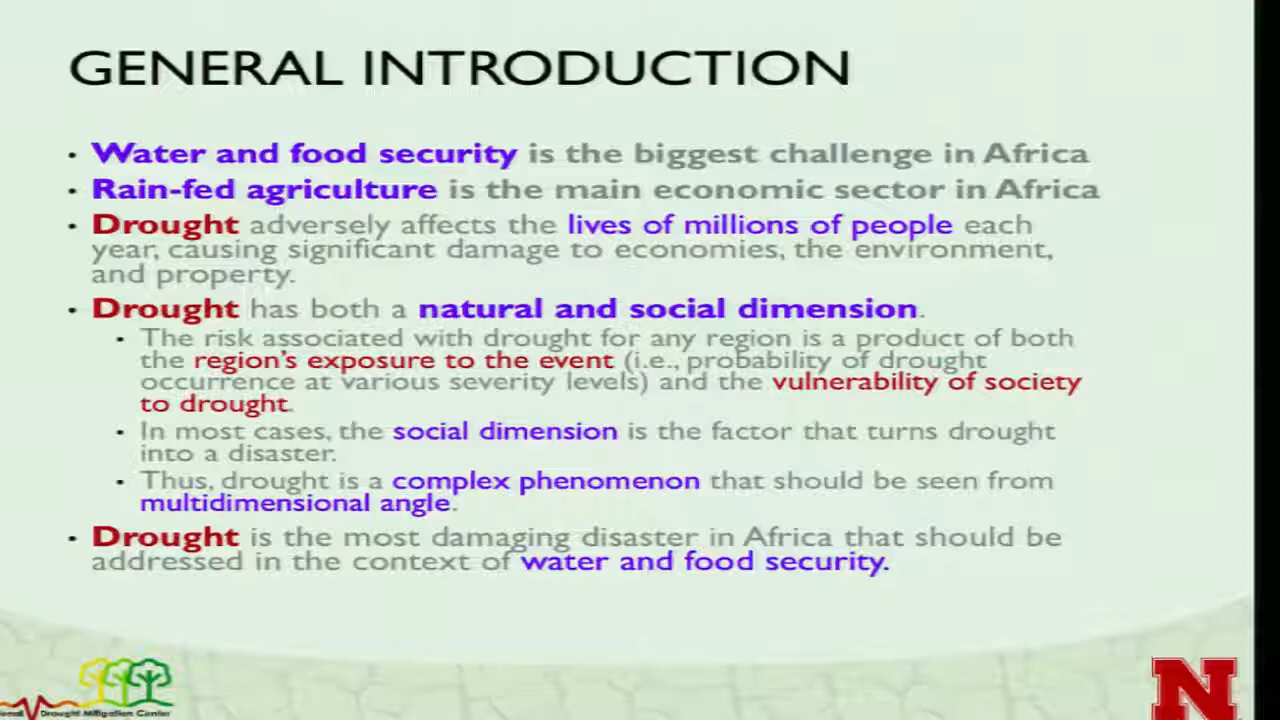 GENERAL INTRODUCTION
• Water and food security is the biggest challenge in Africa
• Rain-fed agriculture is the main economic sector in Africa
• Drought adversely affects the lives of millions of people each
year, causing significant damage to economies, the environment,
and property.
• Drought has both a natural and social dimension.
• The risk associated with drought for any region is a product of both
the region's exposure to the event (i.e., probability of drought
occurrence at various severity levels) and the vulnerability of society
to drought.
• In most cases, the social dimension is the factor that turns drought
into a disaster.
• Thus, drought is a complex phenomenon that should be seen from
multidimensional angle.
• Drought is the most damaging disaster in Africa that should be
addressed in the context of water and food security.
Drought Mitigation Center
N